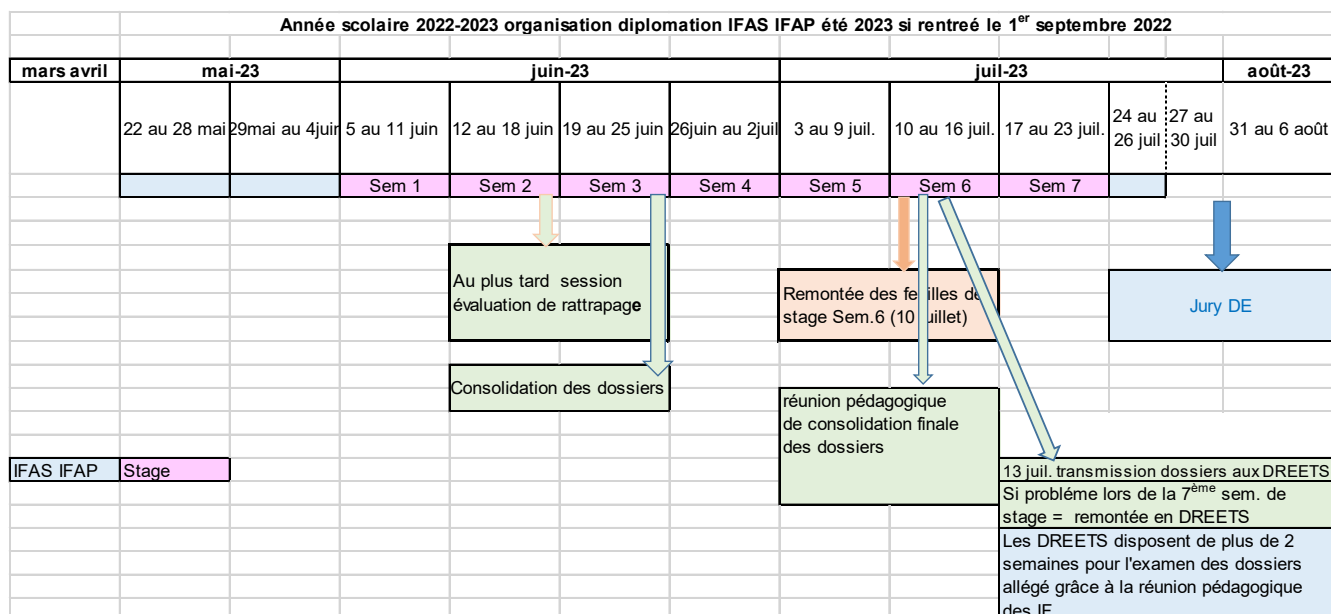 Année scolaire 2022-2023 organisation diplomation IFAS IFAP été 2023 si rentreé le 1er septembre 2022
mars avril mai-23 juin-23 juil-23 août-23
22 au 28 mai 29mai au 4juin 5 au 11 juin 12 au 18 juin 19 au 25 juin 26juin au 2juil 3 au 9 juil. 10 au 16 juil. 17 au 23 juil. 24 au 26 juil 27 au 30 juil 31 au 6 août
Sem 1 Sem 2 Sem 3 Sem 4 Sem 5 Sem 6 Sem 7
Au plus tard session
évaluation de rattrapage
Remontée des de
stage Sem.6 (10
Jury DE
Consolidation des dossiers
réunion pédagogique
de consolidation finale
des dossiers
IFAS IFAP Stage
13 juil. transmission dossiers aux DREETS
Si probléme lors de la 7ème sem. de
stage = remontée en DREETS
Les DREETS disposent de plus de 2
semaines pour l'examen des dossiers
allégé grâce à la réunion pédagogique
des IF